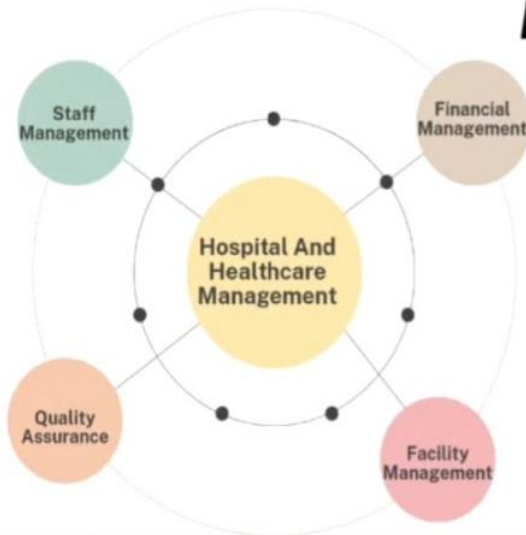 Staff
Management
Financial
Management
Hospital And
Healthcare
Management
Quality
Assurance
Facility
Management